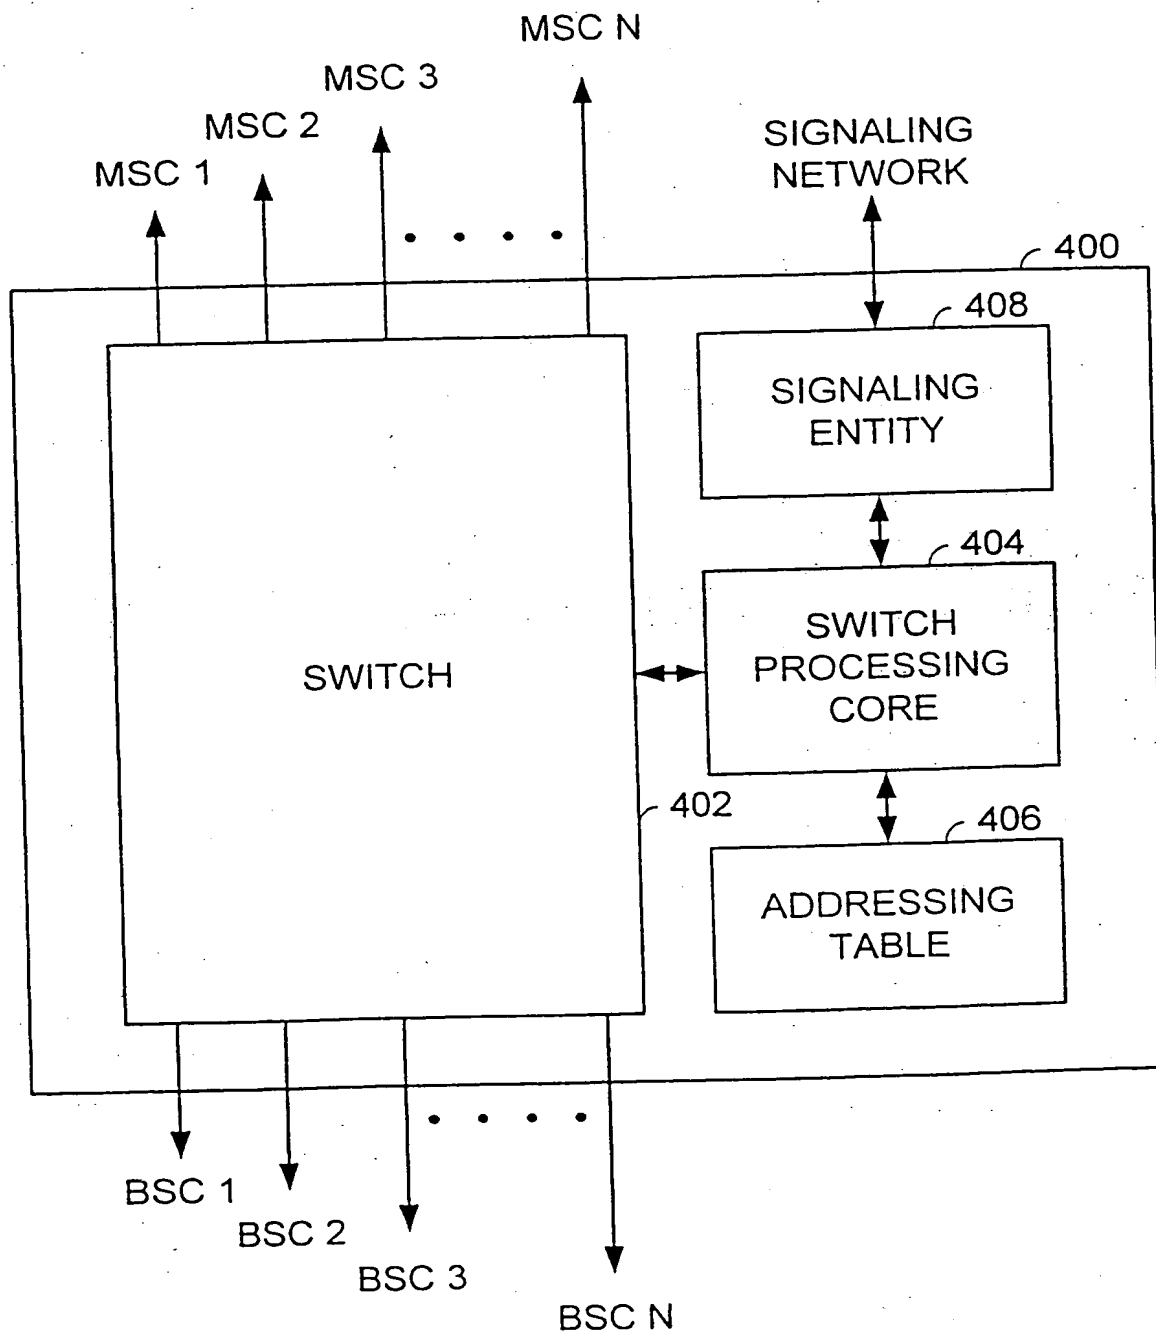 MSC N
MSC 3
MSC 2
MSC 1
SIGNALING
NETWORK
400
408
SIGNALING
ENTITY
404
SWITCH
PROCESSING
CORE
SWITCH
402
406
ADDRESSING
TABLE
BSC 1
BSC 2
BSC 3
BSC N